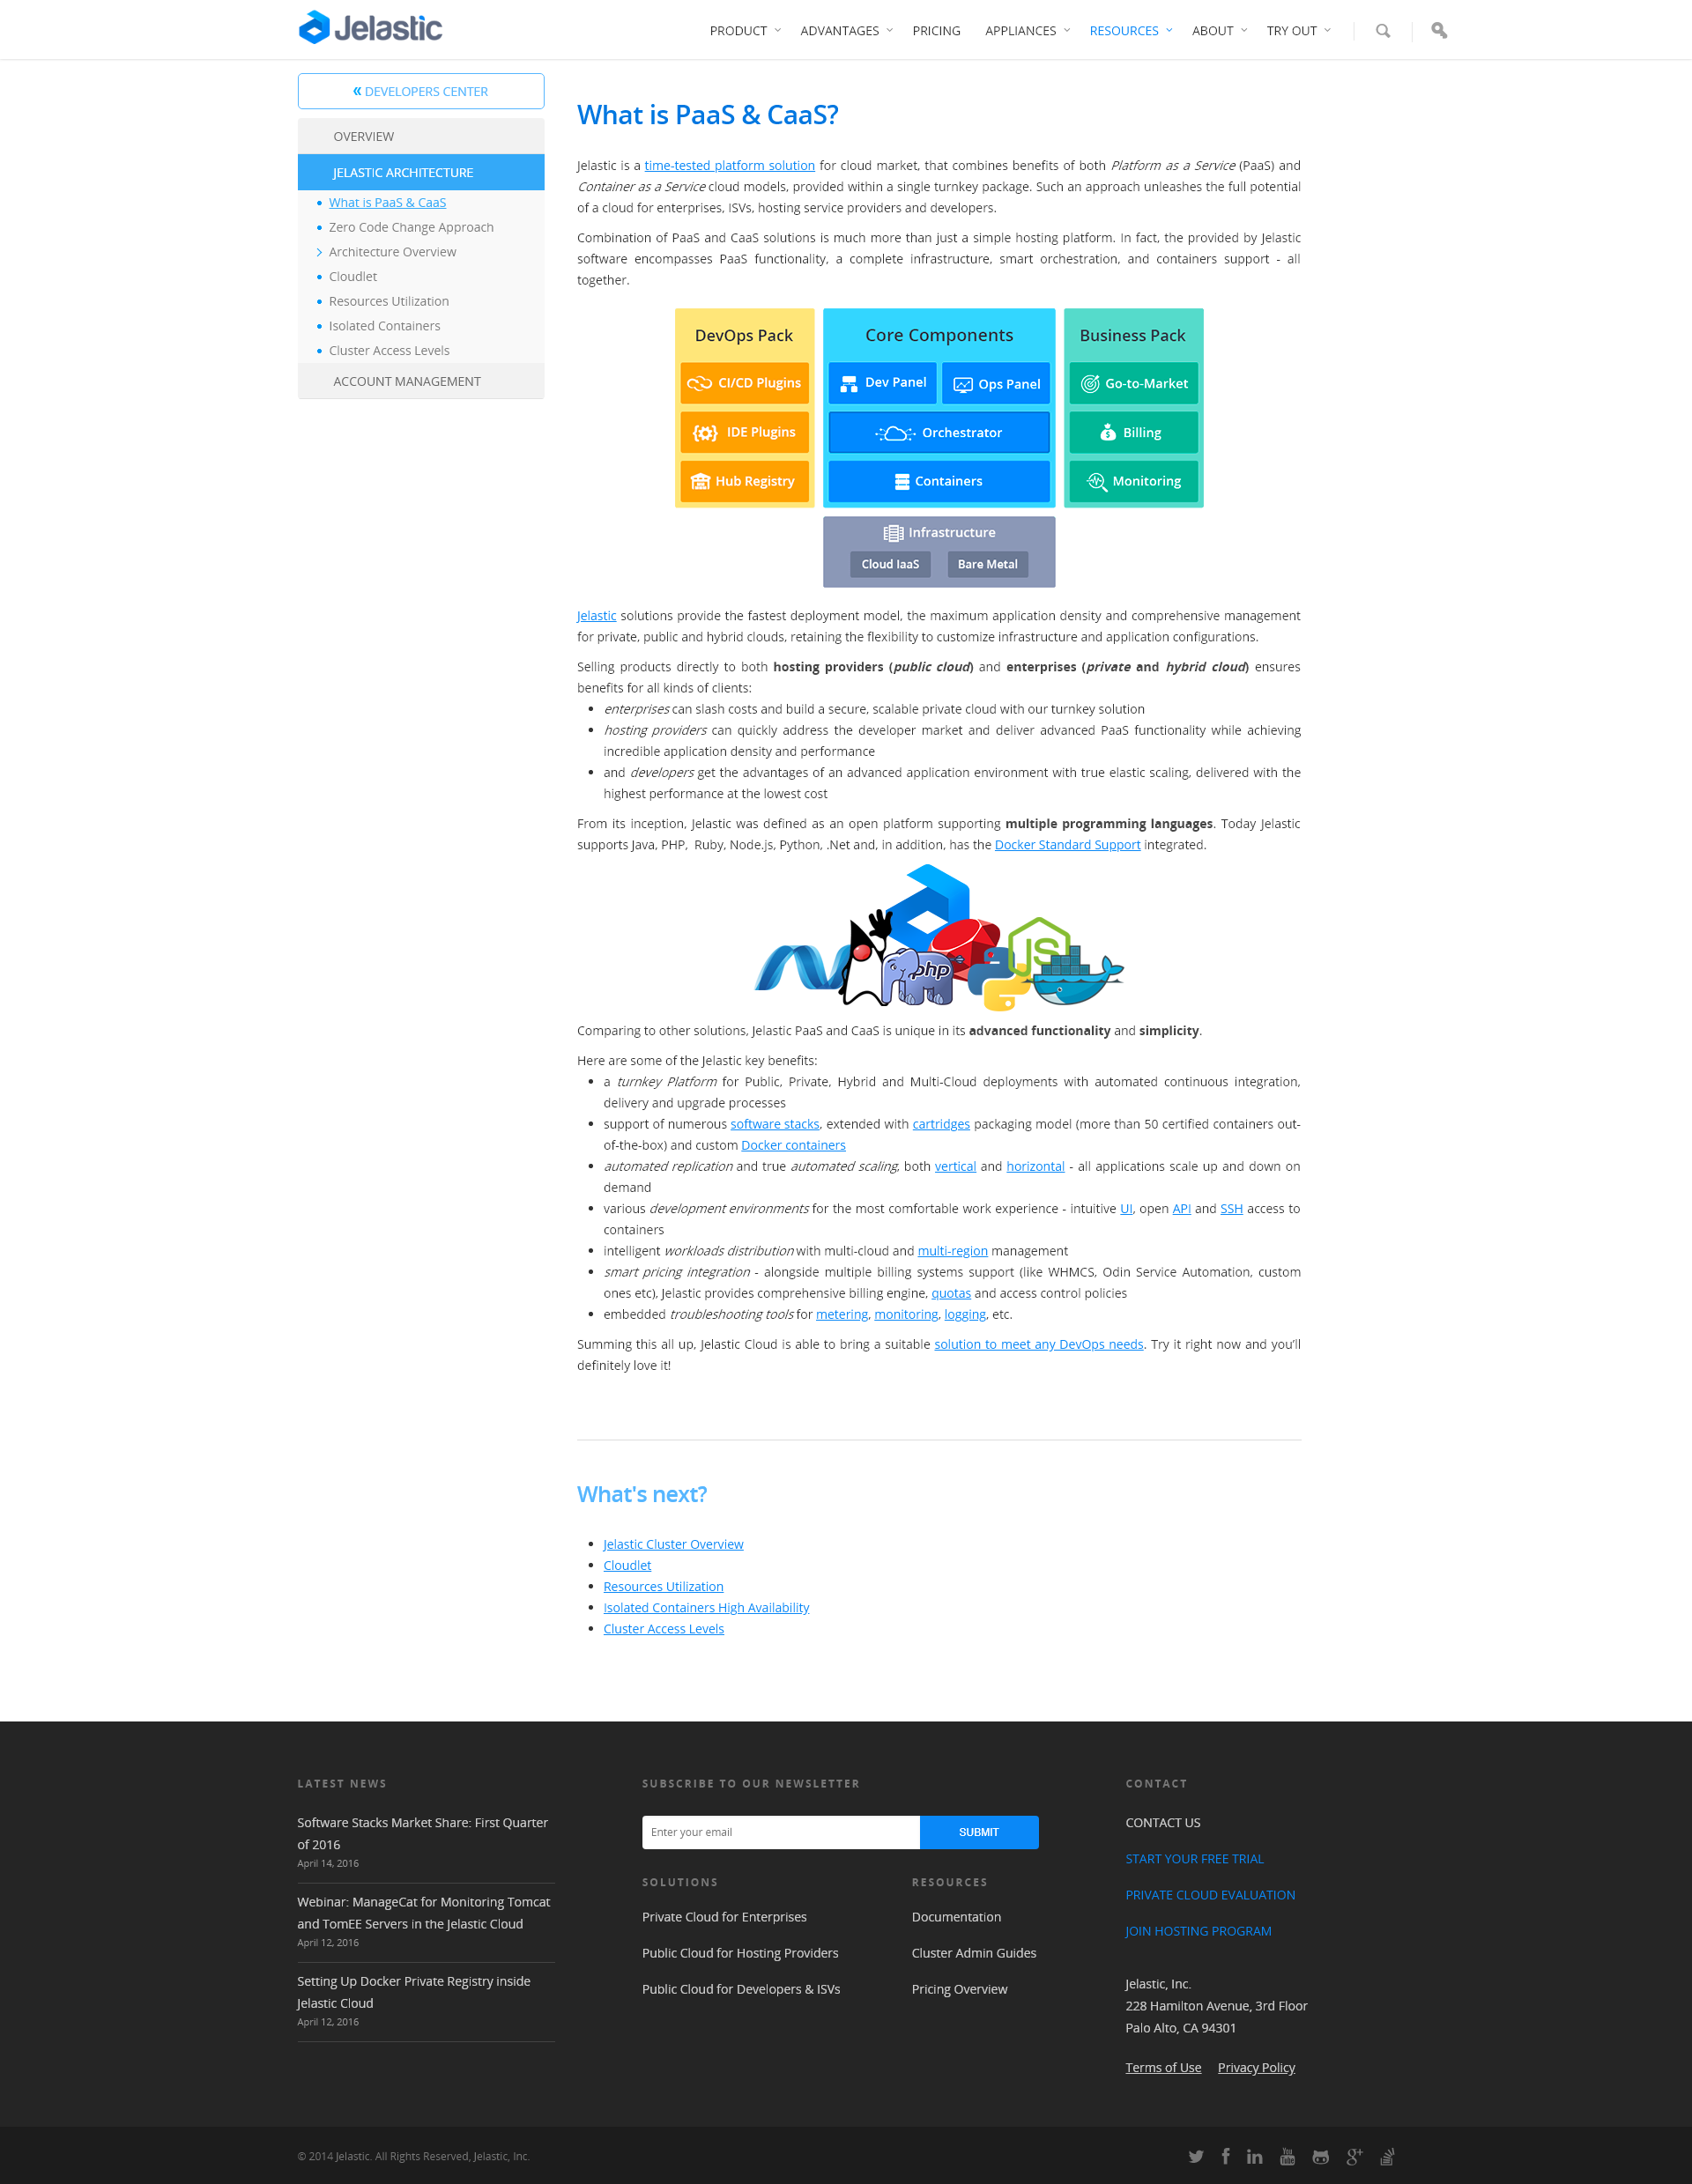 Jelastic
PRODUCT
ADVANTAGES
PRICING
APPLIANCES
RESOURCES
ABOUT
TRY OUT
« DEVELOPERS CENTER
OVERVIEW
JELASTIC ARCHITECTURE
What is PaaS & CaaS
Zero Code Change Approach
Architecture Overview
Cloudlet
Resources Utilization
Isolated Containers
Cluster Access Levels
ACCOUNT MANAGEMENT
What is PaaS & CaaS?
Jelastic is a time-tested platform solution for cloud market, that combines benefits of both Platform as a Service (PaaS) and
Container as a Service cloud models, provided within a single turnkey package. Such an approach unleashes the full potential
of a cloud for enterprises, ISVs, hosting service providers and developers.
Combination of PaaS and CaaS solutions is much more than just a simple hosting platform. In fact, the provided by Jelastic
software encompasses PaaS functionality, a complete infrastructure, smart orchestration, and containers support - all
together.
DevOps Pack
CI/CD Plugins
IDE Plugins
Hub Registry
Core Components
Dev Panel
Ops Panel
Orchestrator
Containers
Business Pack
Go-to-Market
Billing
Monitoring
Infrastructure
Cloud IaaS
Bare Metal
Jelastic solutions provide the fastest deployment model, the maximum application density and comprehensive management
for private, public and hybrid clouds, retaining the flexibility to customize infrastructure and application configurations.
Selling products directly to both hosting providers (public cloud) and enterprises (private and hybrid cloud) ensures
benefits for all kinds of clients:
• enterprises can slash costs and build a secure, scalable private cloud with our turnkey solution
• hosting providers can quickly address the developer market and deliver advanced PaaS functionality while achieving
incredible application density and performance
• and developers get the advantages of an advanced application environment with true elastic scaling, delivered with the
highest performance at the lowest cost
From its inception, Jelastic was defined as an open platform supporting multiple programming languages. Today Jelastic
supports Java, PHP, Ruby, Node.js, Python, .Net and, in addition, has the Docker Standard Support integrated.
php
JS
Comparing to other solutions, Jelastic PaaS and CaaS is unique in its advanced functionality and simplicity.
Here are some of the Jelastic key benefits:
• a turnkey Platform for Public, Private, Hybrid and Multi-Cloud deployments with automated continuous integration,
delivery and upgrade processes
• support of numerous software stacks, extended with cartridges packaging model (more than 50 certified containers out-
of-the-box) and custom Docker containers
• automated replication and true automated scaling, both vertical and horizontal - all applications scale up and down on
demand
• various development environments for the most comfortable work experience - intuitive UI, open API and SSH access to
containers
• intelligent workloads distribution with multi-cloud and multi-region management
• smart pricing integration - alongside multiple billing systems support (like WHMCS, Odin Service Automation, custom
ones etc), Jelastic provides comprehensive billing engine, quotas and access control policies
• embedded troubleshooting tools for metering, monitoring, logging, etc.
Summing this all up, Jelastic Cloud is able to bring a suitable solution to meet any DevOps needs. Try it right now and you'll
definitely love it!
What's next?
• Jelastic Cluster Overview
• Cloudlet
• Resources Utilization
• Isolated Containers High Availability
• Cluster Access Levels
LATEST NEWS
Software Stacks Market Share: First Quarter
of 2016
April 14, 2016
Webinar: ManageCat for Monitoring Tomcat
and TomEE Servers in the Jelastic Cloud
April 12, 2016
Setting Up Docker Private Registry inside
Jelastic Cloud
April 12, 2016
SUBSCRIBE TO OUR NEWSLETTER
Enter your email
SUBMIT
SOLUTIONS
Private Cloud for Enterprises
Public Cloud for Hosting Providers
Public Cloud for Developers & ISVs
RESOURCES
Documentation
Cluster Admin Guides
Pricing Overview
CONTACT
CONTACT US
START YOUR FREE TRIAL
PRIVATE CLOUD EVALUATION
JOIN HOSTING PROGRAM
Jelastic, Inc.
228 Hamilton Avenue, 3rd Floor
Palo Alto, CA 94301
Terms of Use Privacy Policy
© 2014 Jelastic. All Rights Reserved, Jelastic, Inc.